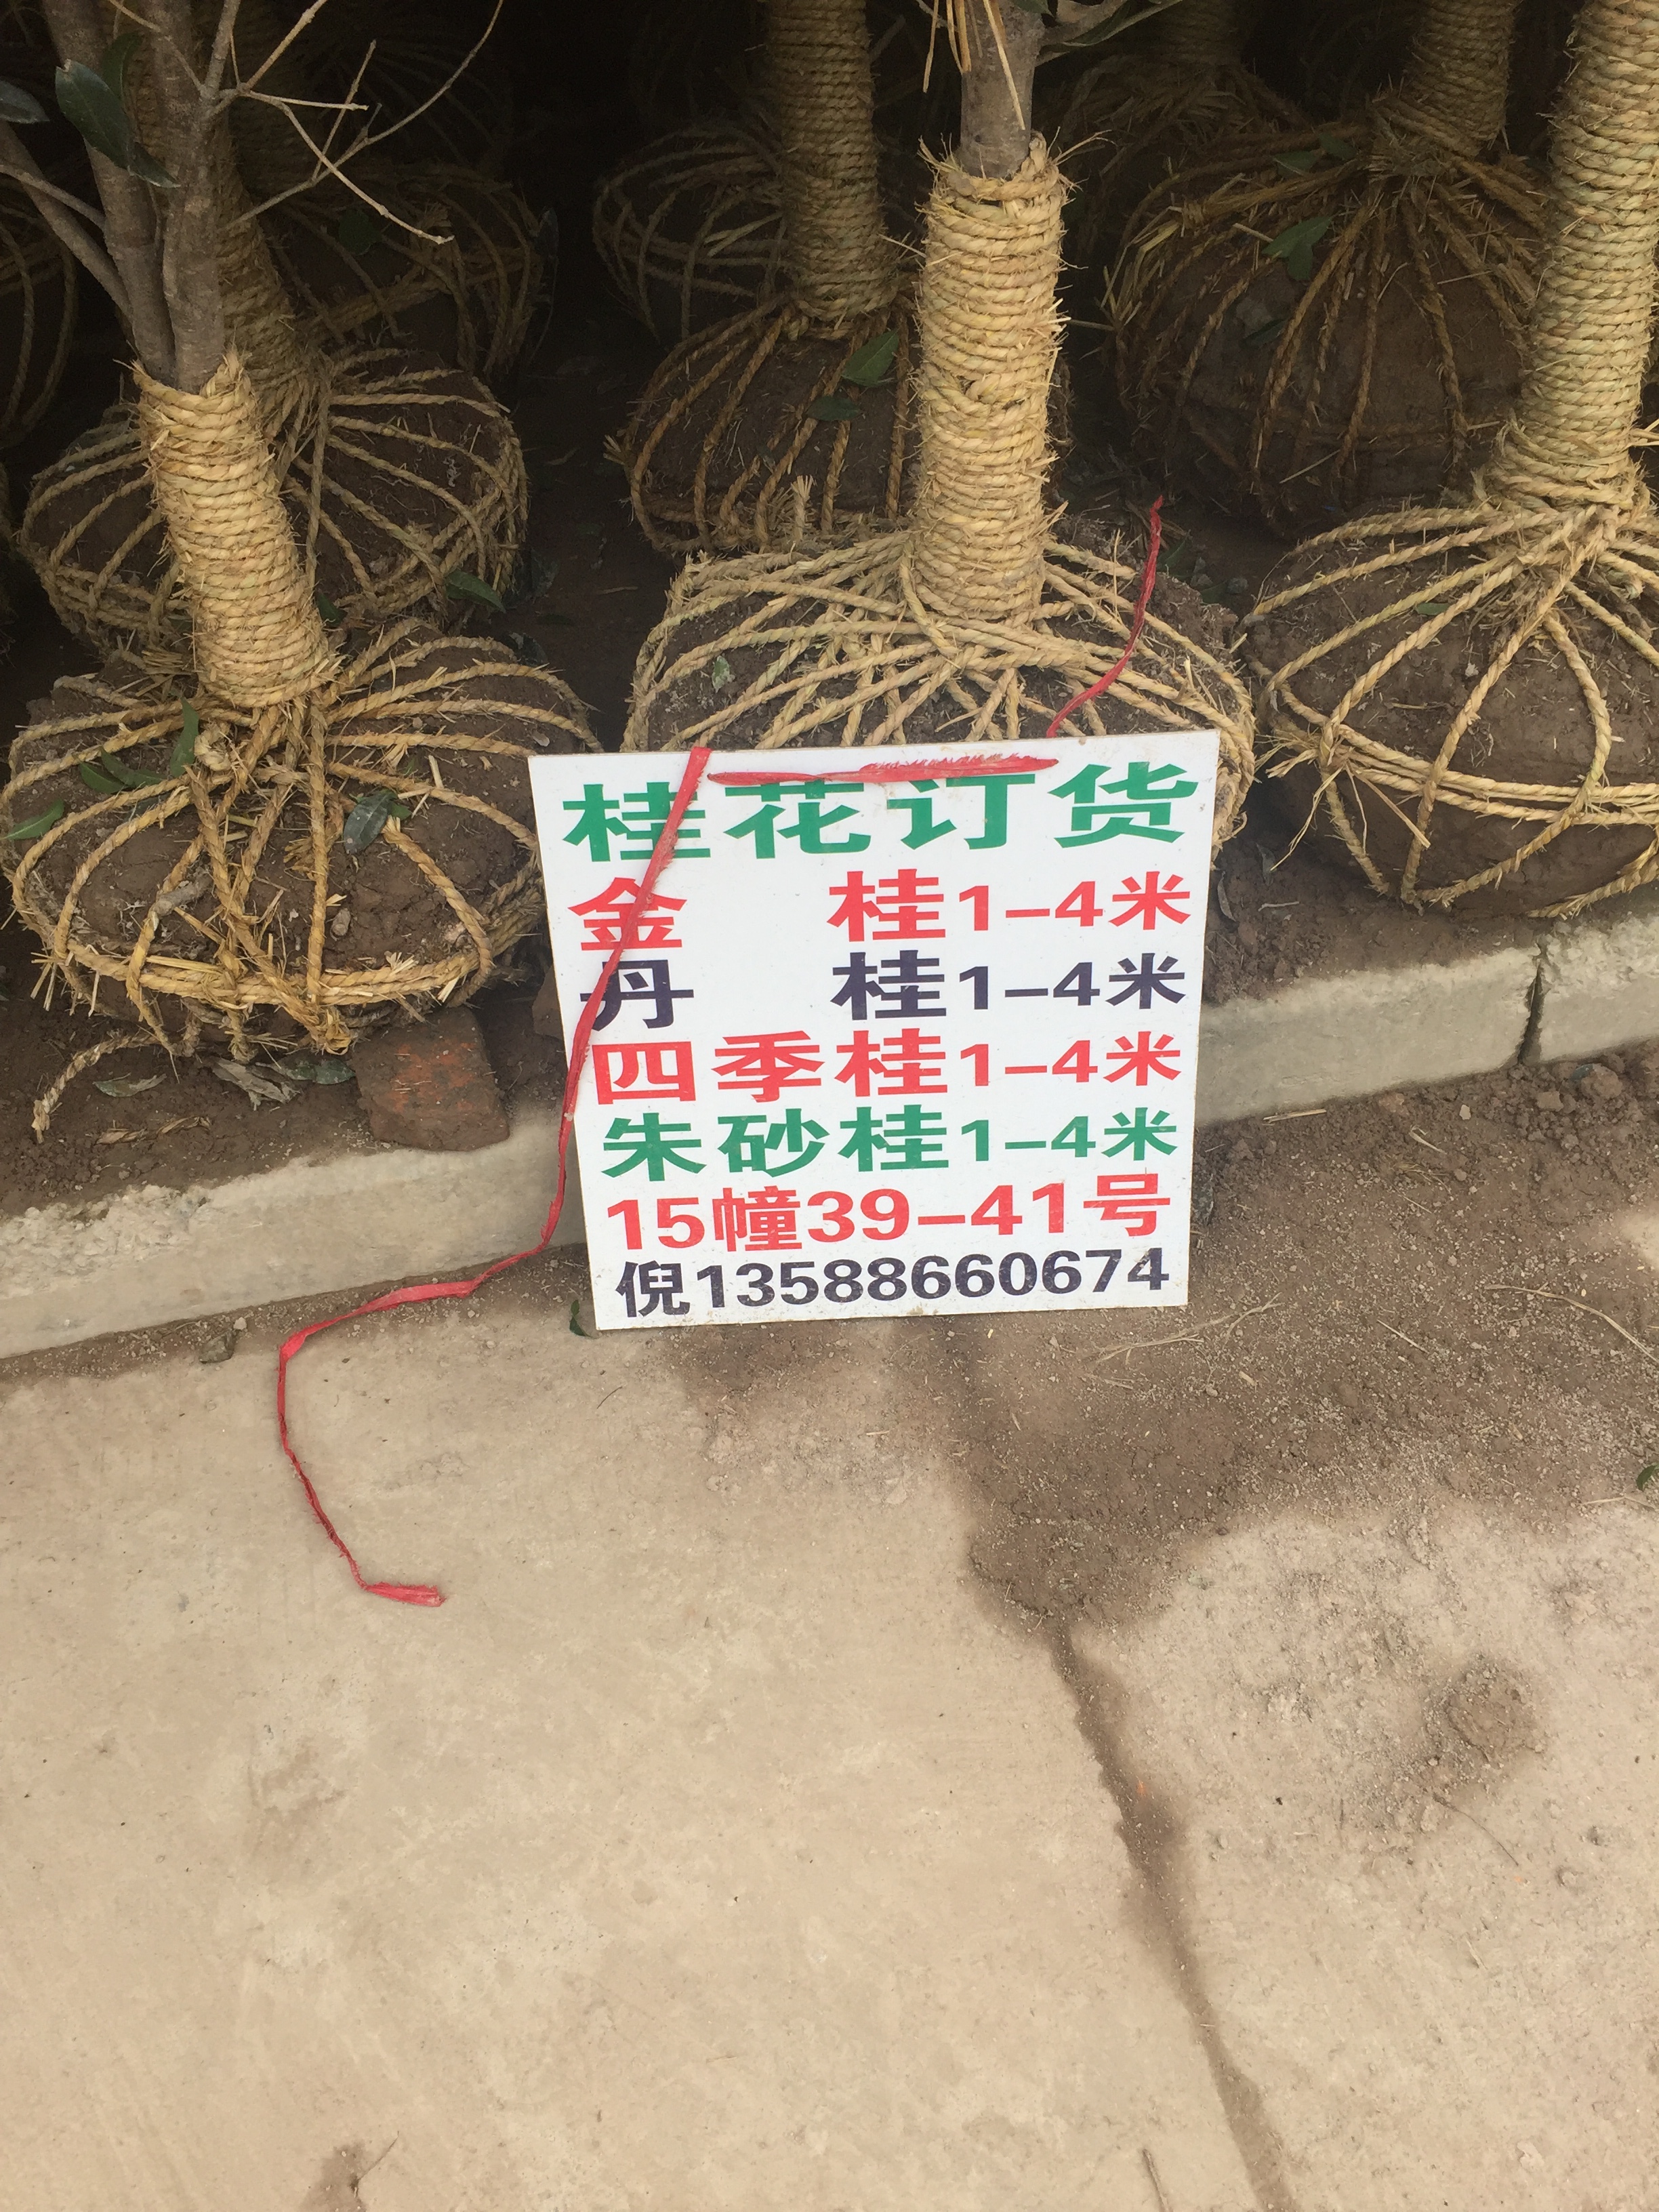 桂花订货
金 桂1-4米
丹 桂1-4米
四季桂1-4米
朱砂桂1-4米
15幢39-41号
倪13588660674